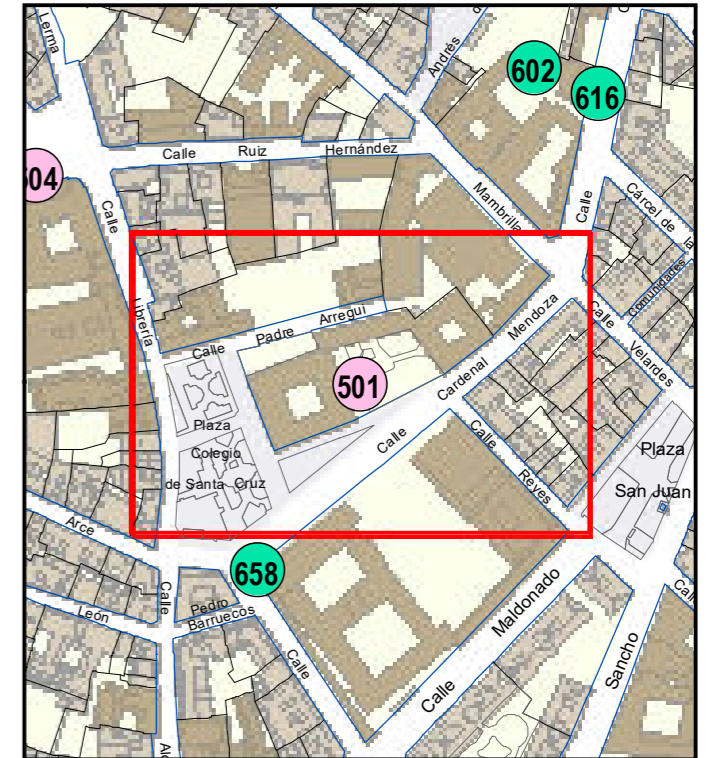 Lerma
Andrés
602
616
Calle Ruiz Hernández
04
Calle
Librería
Mambrilla
Calle
Cárcel de la
Comunidades
Calle Padre Arregui
501
Calle Cardenal Mendoza
Calle Velardes
Plaza
Colegio
de Santa Cruz
Calle Reyes
Plaza
San Juan
Arce
658
Calle
León
Pedro
Barruecos
Calle
Calle Maldonado
Sancho